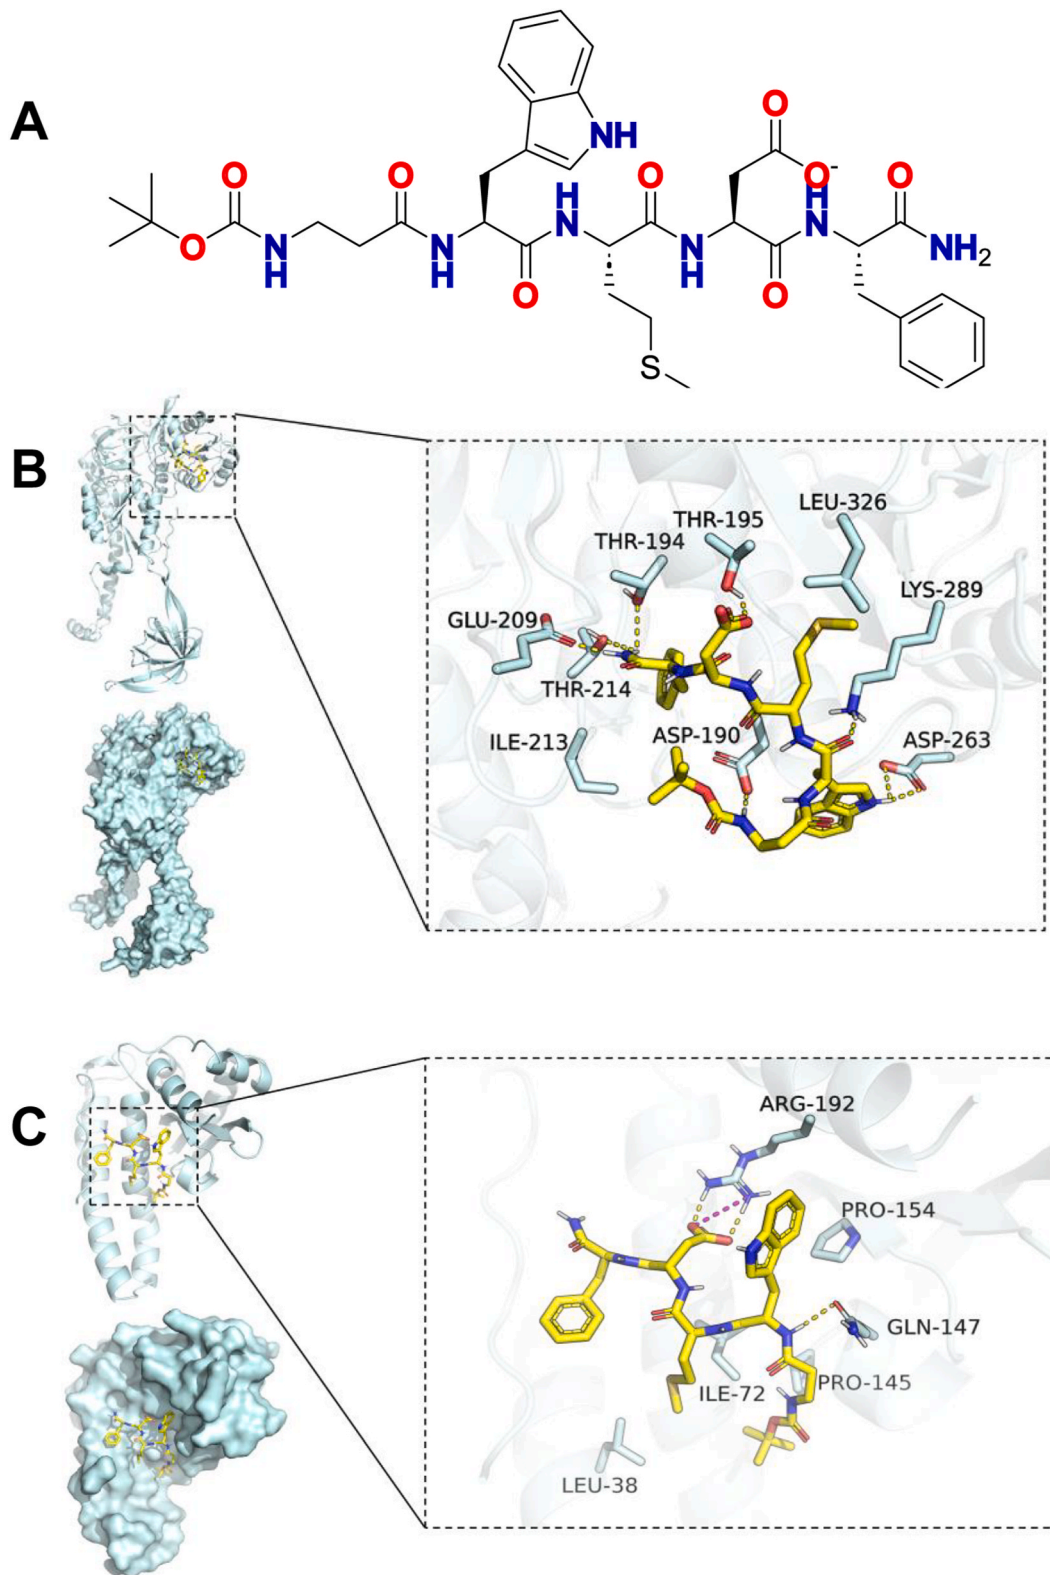 A
NH
O
O
O
O
O
O-
H
N
H
N
O
N
H
N
H
N
H
NH2
O
O
S
B
THR-195
LEU-326
THR-194
LYS-289
GLU-209
THR-214
ILE-213
ASP-190
ASP-263
C
ARG-192
PRO-154
GLN-147
ILE-72
PRO-145
LEU-38